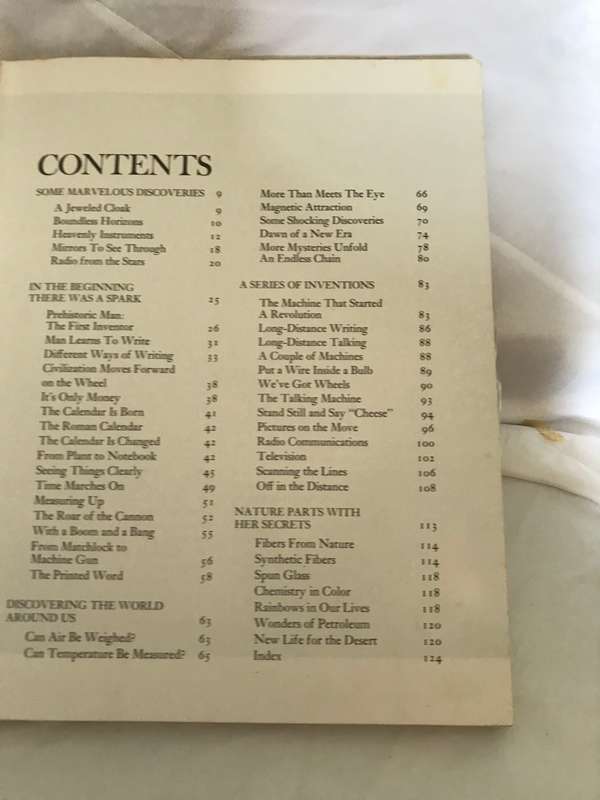 CONTENTS
SOME MARVELOUS DISCOVERIES 9
A Jeweled Cloak 9
Boundless Horizons 10
Heavenly Instruments 12
Mirrors To See Through 18
Radio from the Stars 20
IN THE BEGINNING
THERE WAS A SPARK 25
Prehistoric Man:
The First Inventor 26
Man Learns To Write 31
Different Ways of Writing 33
Civilization Moves Forward
on the Wheel 38
It's Only Money 38
The Calendar Is Born 41
The Roman Calendar 42
The Calendar Is Changed 42
From Plant to Notebook 42
Seeing Things Clearly 45
Time Marches On 49
Measuring Up 51
The Roar of the Cannon 52
With a Boom and a Bang 55
From Matchlock to
Machine Gun 56
The Printed Word 58
DISCOVERING THE WORLD
AROUND US 63
Can Air Be Weighed? 63
Can Temperature Be Measured? 65
More Than Meets The Eye 66
Magnetic Attraction 69
Some Shocking Discoveries 70
Dawn of a New Era 74
More Mysteries Unfold 78
An Endless Chain 80
A SERIES OF INVENTIONS 83
The Machine That Started
A Revolution 83
Long-Distance Writing 86
Long-Distance Talking 88
A Couple of Machines 88
Put a Wire Inside a Bulb 89
We've Got Wheels 90
The Talking Machine 93
Stand Still and Say "Cheese" 94
Pictures on the Move 96
Radio Communications 100
Television 102
Scanning the Lines 106
Off in the Distance 108
NATURE PARTS WITH
HER SECRETS 113
Fibers From Nature 114
Synthetic Fibers 114
Spun Glass 118
Chemistry in Color 118
Rainbows in Our Lives 118
Wonders of Petroleum 120
New Life for the Desert 120
Index 124